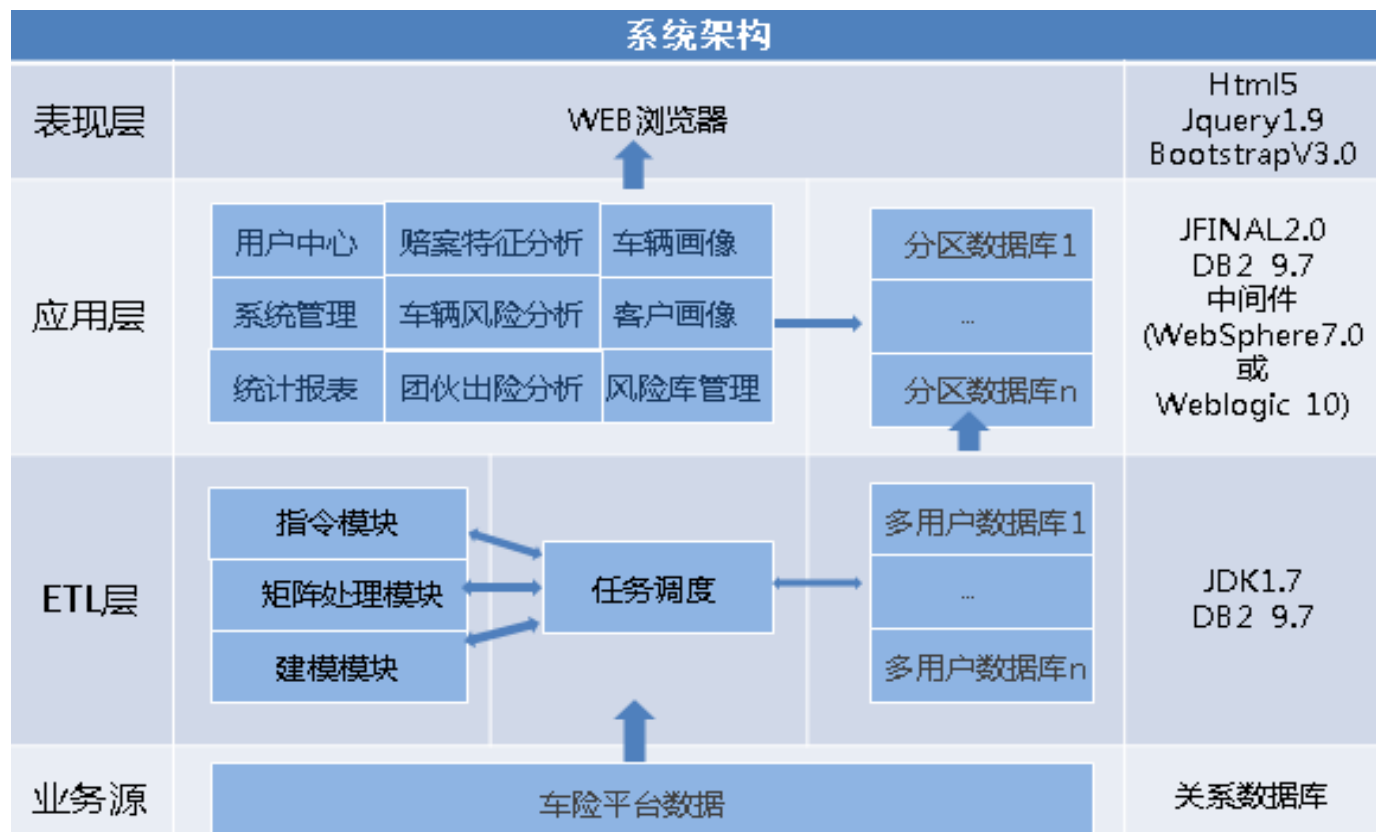 系统架构
表现层
WEB浏览器
Html5
Jquery1.9
BootstrapV3.0
应用层
用户中心 赔案特征分析 车辆画像
系统管理 车辆风险分析 客户画像
统计报表 团伙出险分析 风险库管理
分区数据库1
...
分区数据库n
JFINAL2.0
DB2 9.7
中间件
(WebSphere7.0
或
Weblogic 10)
ETL层
指令模块
矩阵处理模块
建模模块
任务调度
多用户数据库1
...
多用户数据库n
JDK1.7
DB2 9.7
业务源
车险平台数据
关系数据库